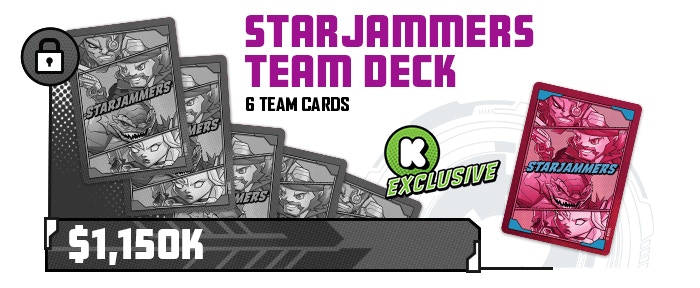 STARJAMMERS
TEAM DECK
6 TEAM CARDS
STARJAMMERS
K
EXCLUSIVE
STARJAMMERS
$1,150K